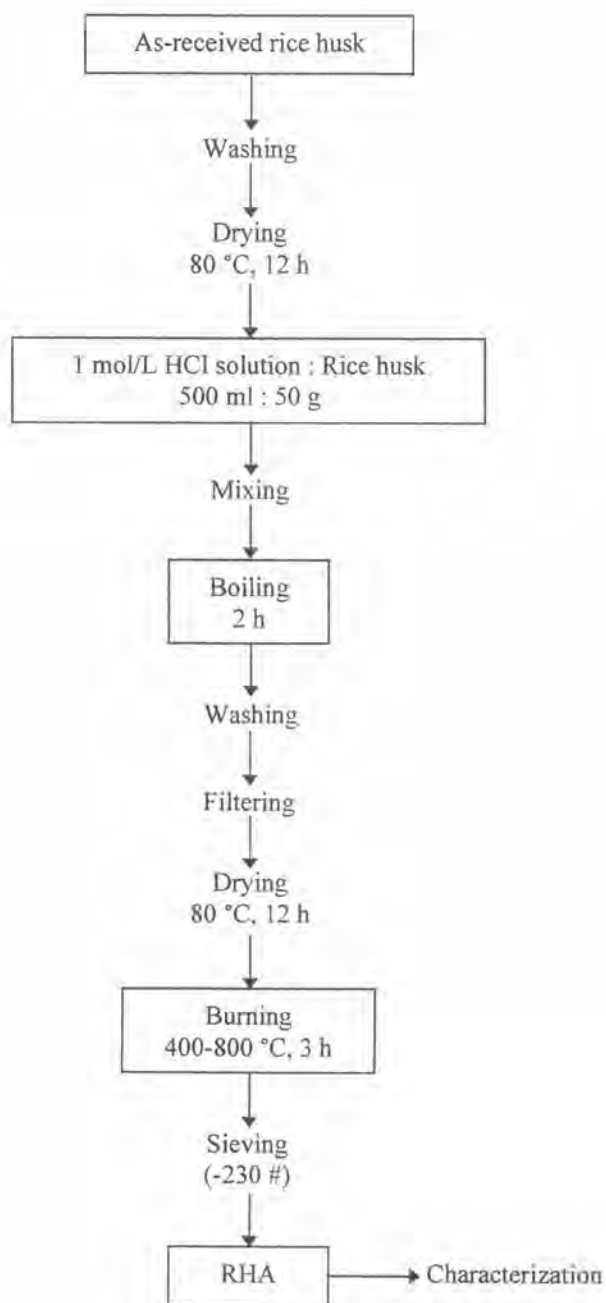 As-received rice husk
Washing
Drying
80 °C, 12 h
1 mol/L HCl solution : Rice husk
500 ml : 50 g
Mixing
Boiling
2 h
Washing
Filtering
Drying
80 °C, 12 h
Burning
400-800 °C, 3 h
Sieving
(-230 #)
RHA
Characterization